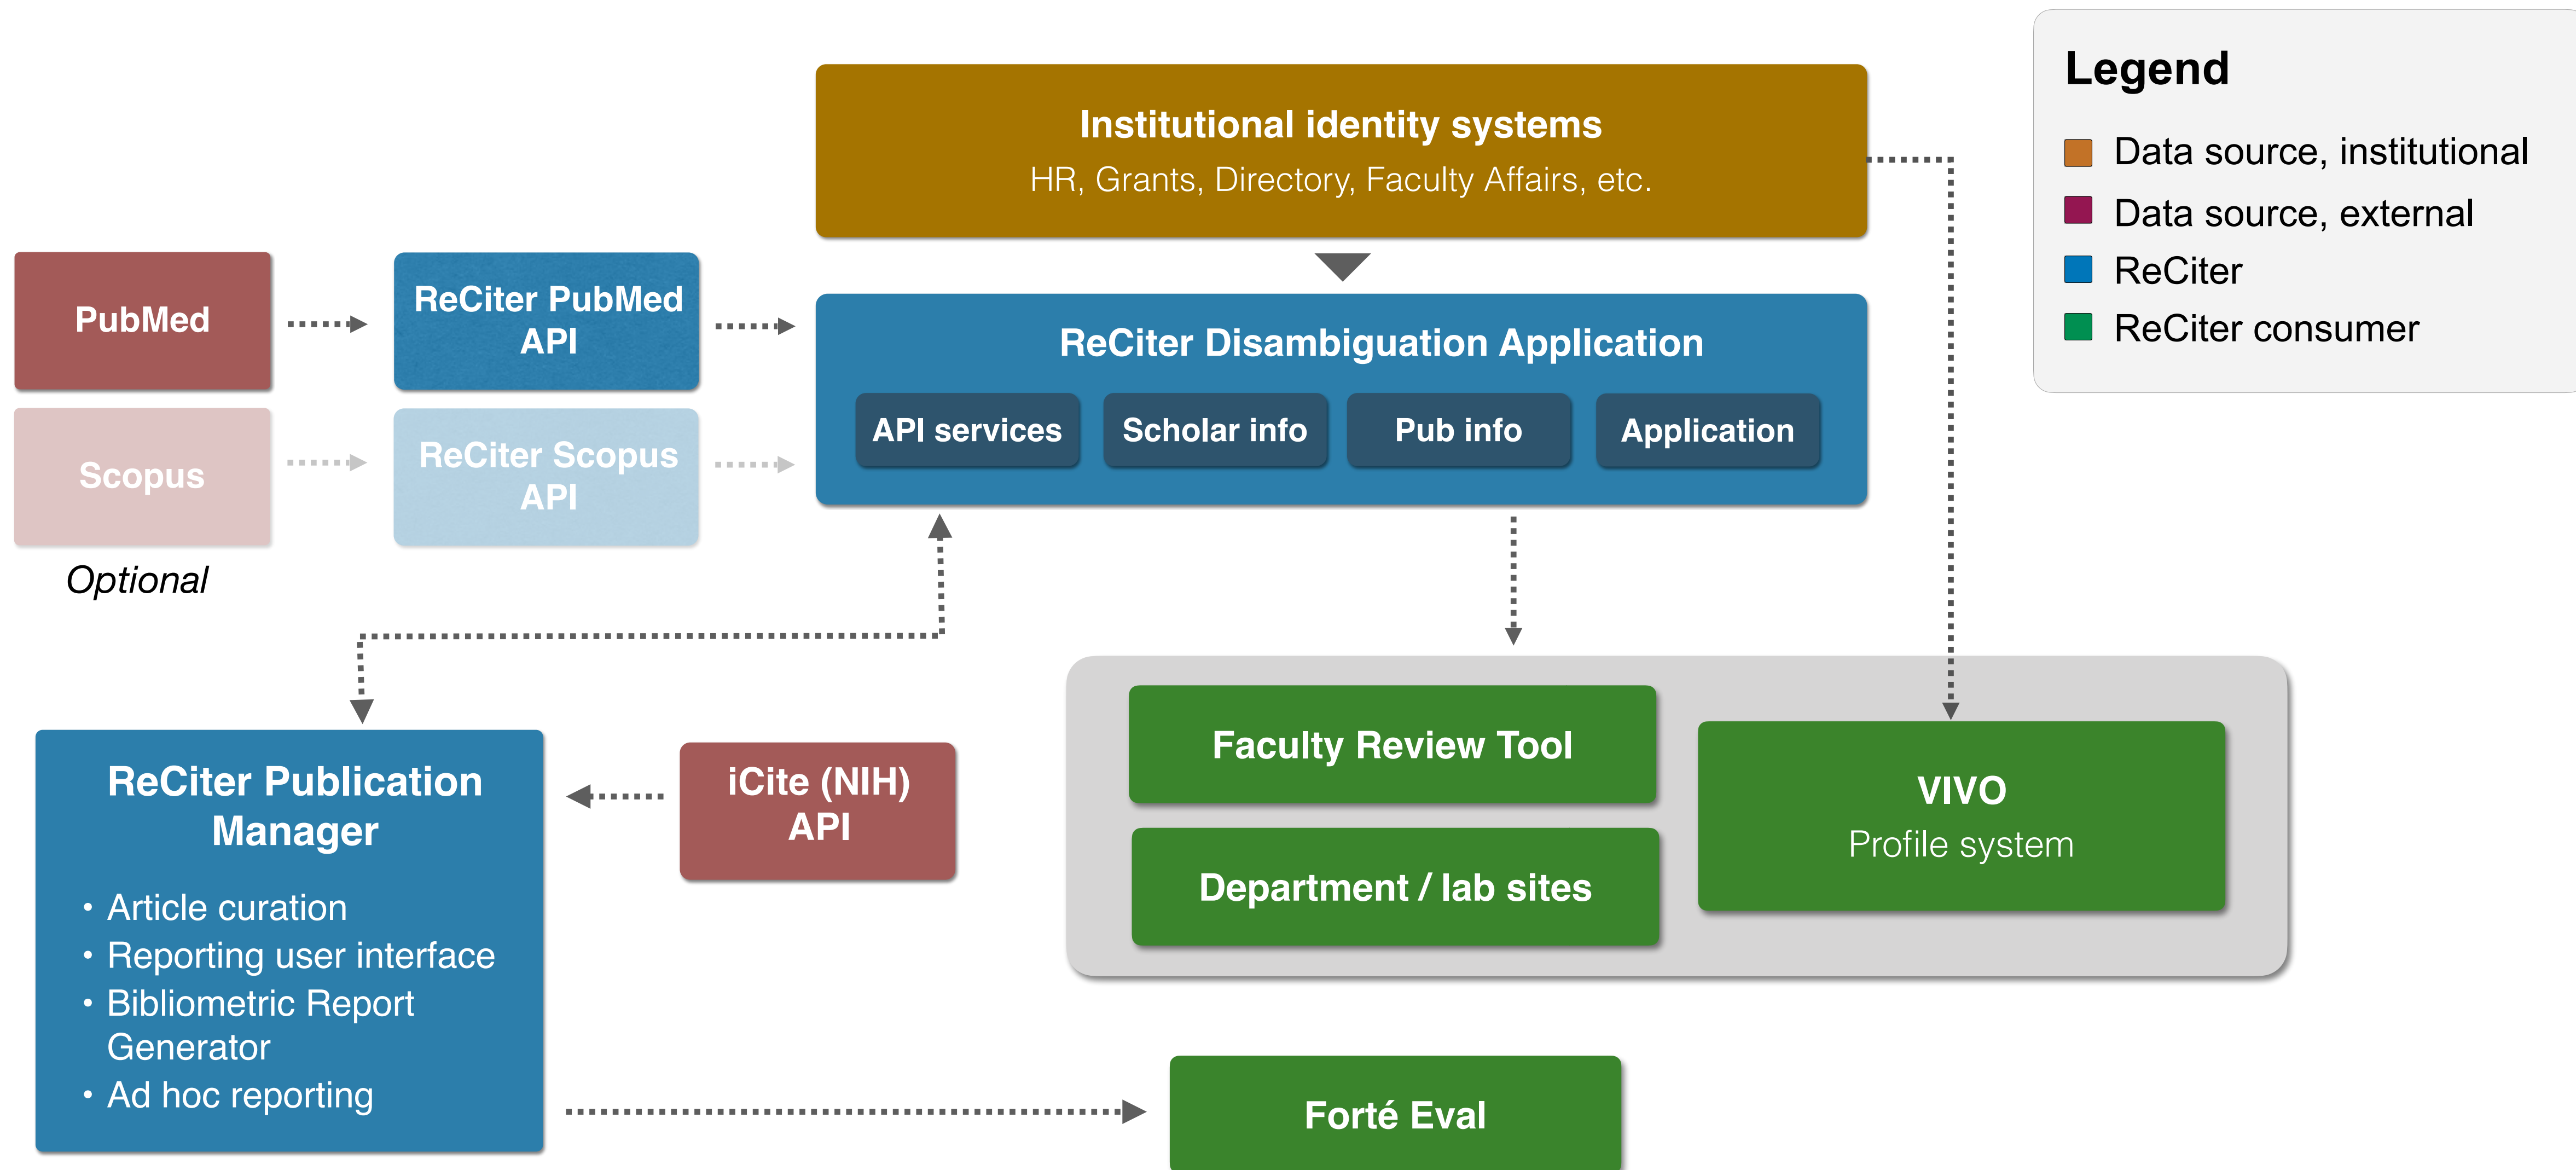 Legend
Data source, institutional
Data source, external
ReCiter
ReCiter consumer
Institutional identity systems
HR, Grants, Directory, Faculty Affairs, etc.
PubMed
ReCiter PubMed
API
ReCiter Disambiguation Application
API services
Scholar info
Pub info
Application
Scopus
ReCiter Scopus
API
Optional
ReCiter Publication
Manager
• Article curation
• Reporting user interface
• Bibliometric Report
Generator
• Ad hoc reporting
iCite (NIH)
API
Faculty Review Tool
Department / lab sites
VIVO
Profile system
Forté Eval